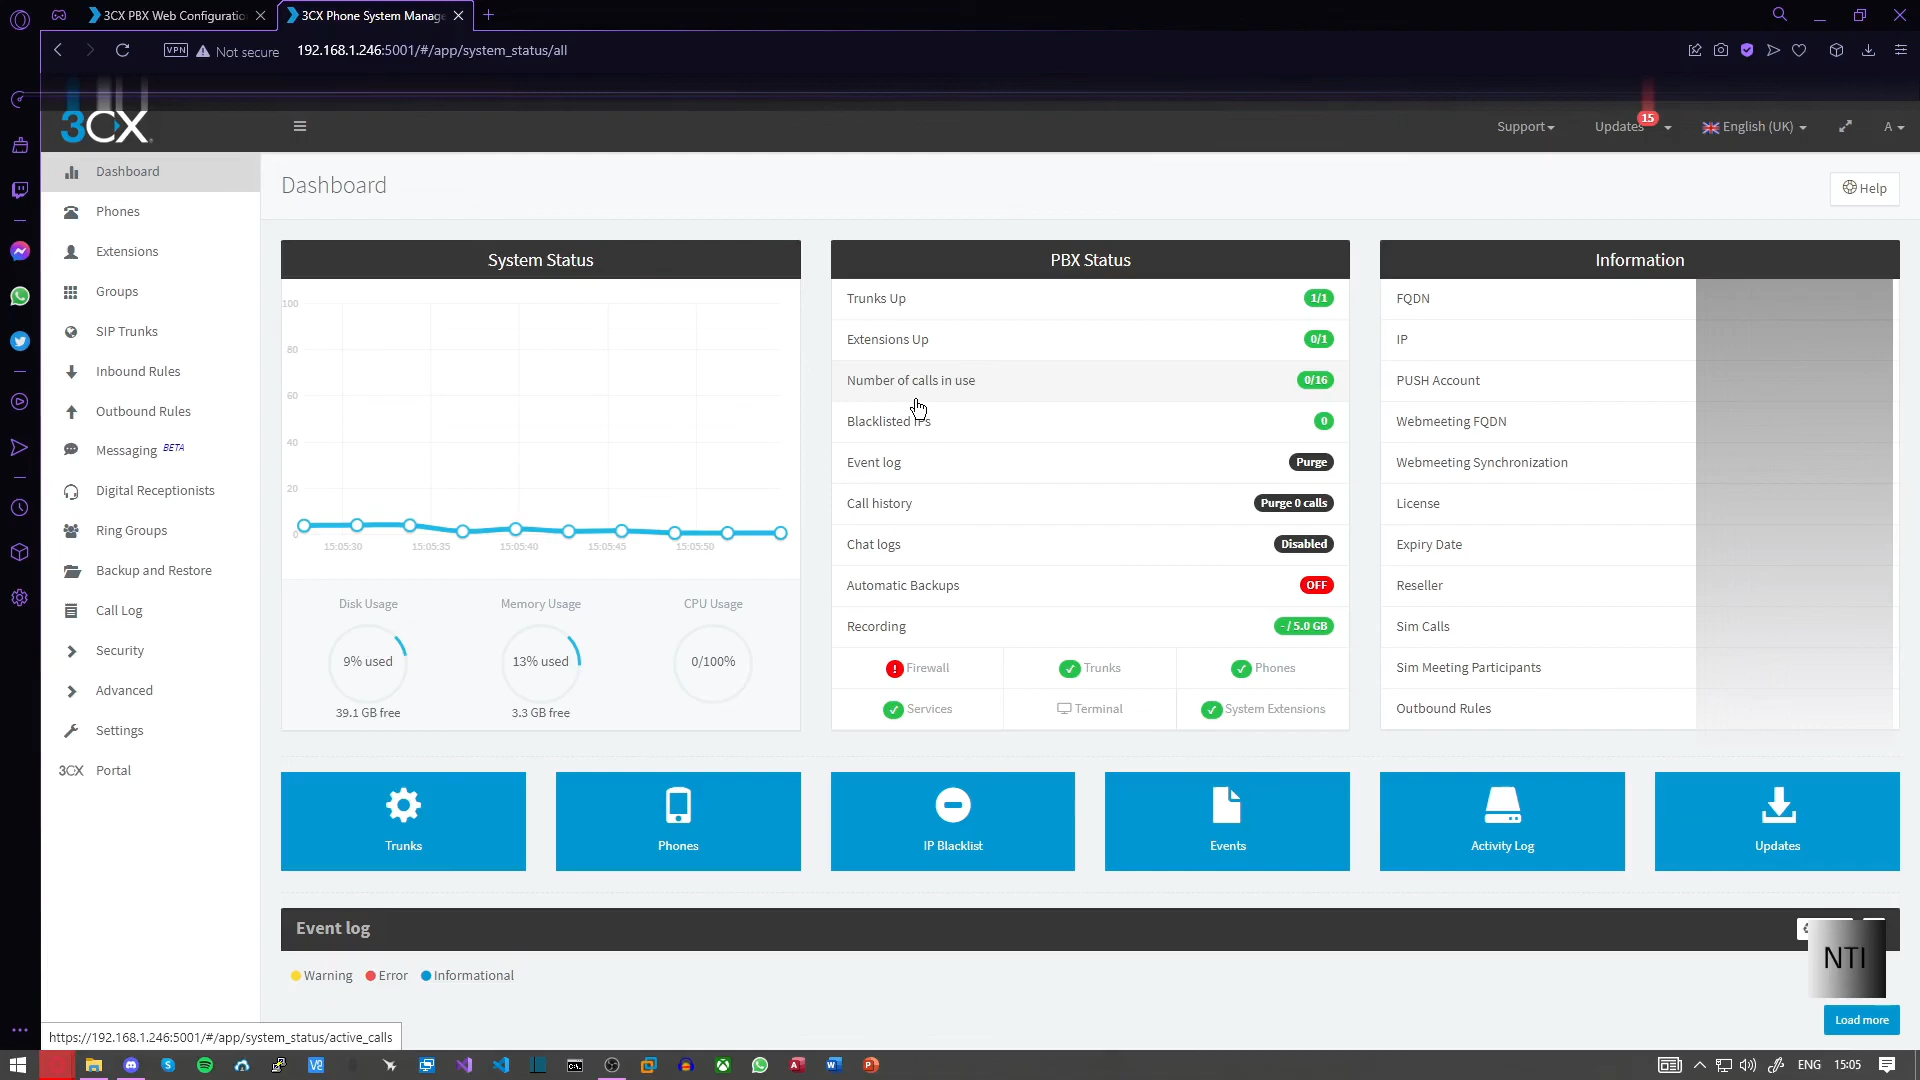 3CX PBX Web Configuratio
3CX Phone System Manage
VPN
Not secure
192.168.1.246:5001/#/app/system_status/all
3CX
Support
Updates
15
English (UK)
A
Dashboard
Phones
Extensions
Groups
SIP Trunks
Inbound Rules
Outbound Rules
Messaging BETA
Digital Receptionists
Ring Groups
Backup and Restore
Call Log
Security
Advanced
Settings
3CX Portal
Dashboard
Help
System Status
100
80
60
40
20
0
15:05:30 15:05:35 15:05:40 15:05:45 15:05:50
Disk Usage Memory Usage CPU Usage
9% used 13% used 0/100%
39.1 GB free 3.3 GB free
PBX Status
Trunks Up 1/1
Extensions Up 0/1
Number of calls in use 0/16
Blacklisted IPs 0
Event log Purge
Call history Purge 0 calls
Chat logs Disabled
Automatic Backups OFF
Recording - / 5.0 GB
Firewall Trunks Phones
Services Terminal System Extensions
Information
FQDN
IP
PUSH Account
Webmeeting FQDN
Webmeeting Synchronization
License
Expiry Date
Reseller
Sim Calls
Sim Meeting Participants
Outbound Rules
Trunks Phones IP Blacklist Events Activity Log Updates
Event log
Warning Error Informational
NTI
Load more
https://192.168.1.246:5001/#/app/system_status/active_calls
ENG 15:05